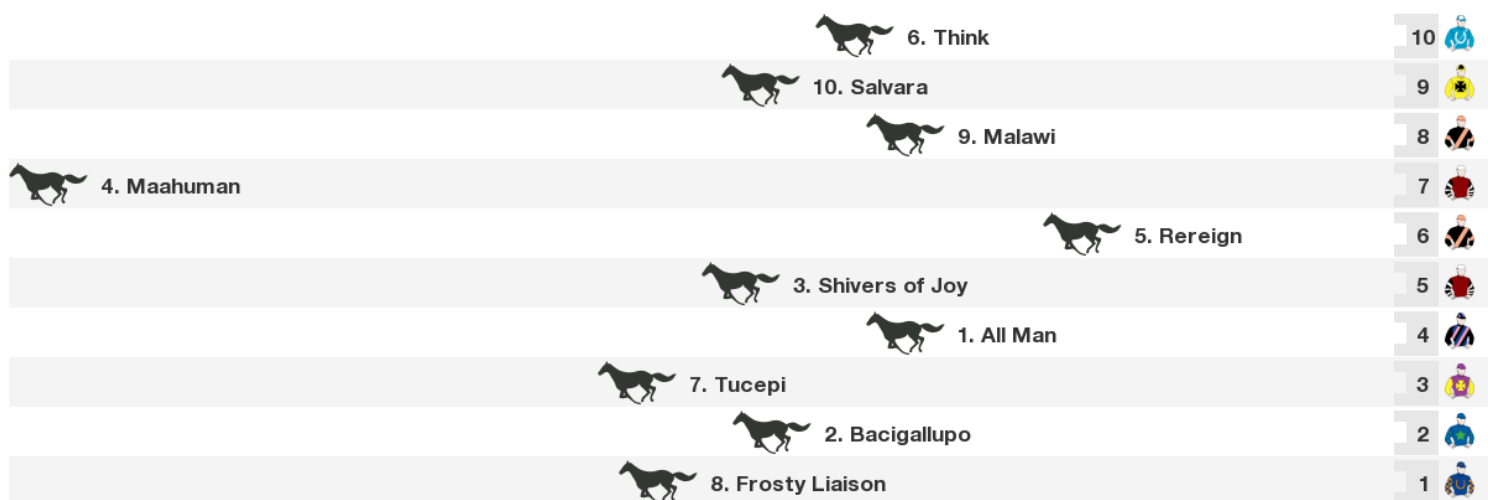 6. Think 10
10. Salvara 9
9. Malawi 8
4. Maahuman 7
5. Rereign 6
3. Shivers of Joy 5
1. All Man 4
7. Tucepi 3
2. Bacigallupo 2
8. Frosty Liaison 1